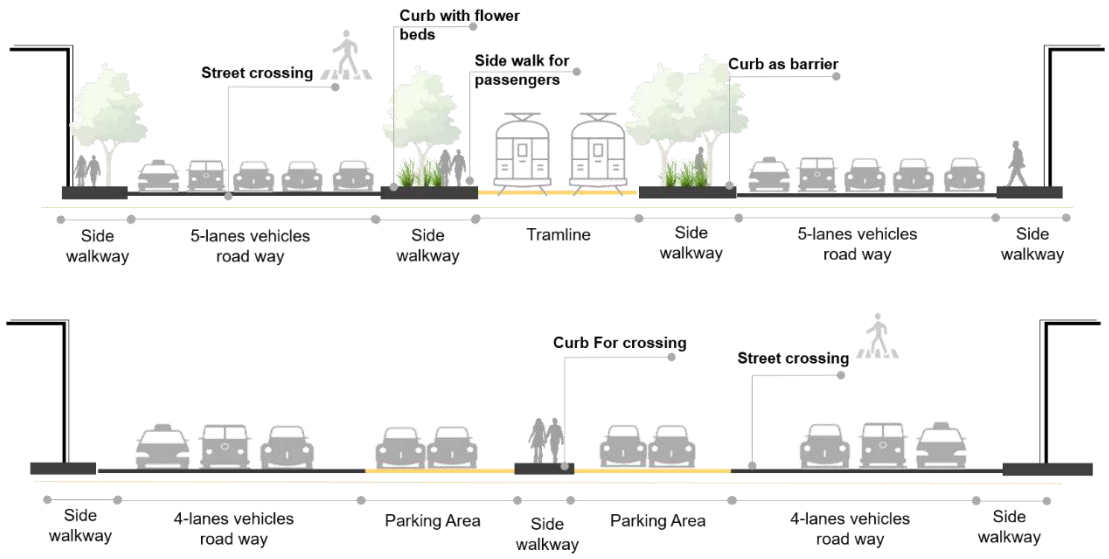 Curb with flower
beds
Street crossing
Side walk for
passengers
Curb as barrier
Side
walkway
5-lanes vehicles
road way
Side
walkway
Tramline
Side
walkway
5-lanes vehicles
road way
Side
walkway
Curb For crossing
Street crossing
Side
walkway
4-lanes vehicles
road way
Parking Area
Side
walkway
Parking Area
4-lanes vehicles
road way
Side
walkway